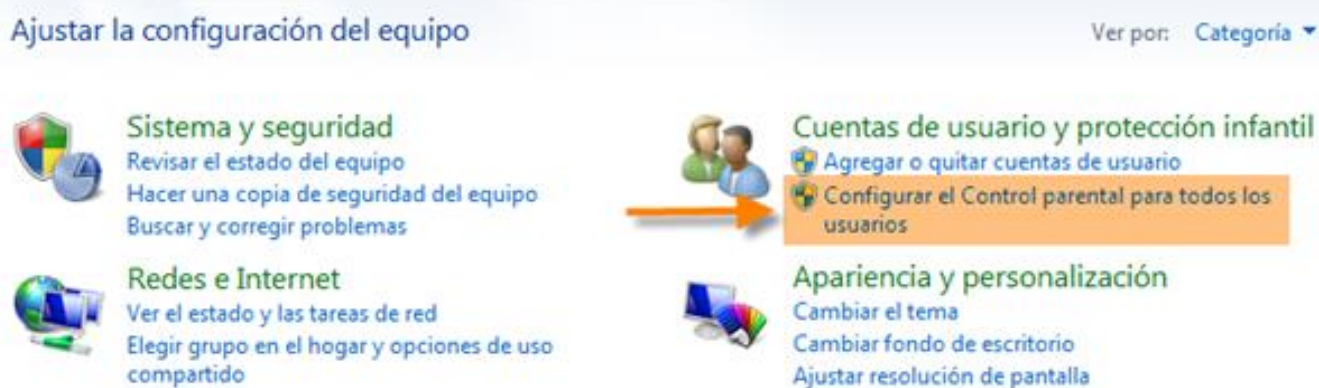 Ajustar la configuración del equipo
Ver por: Categoría
Sistema y seguridad
Revisar el estado del equipo
Hacer una copia de seguridad del equipo
Buscar y corregir problemas
Cuentas de usuario y protección infantil
Agregar o quitar cuentas de usuario
Configurar el Control parental para todos los
usuarios
Redes e Internet
Ver el estado y las tareas de red
Elegir grupo en el hogar y opciones de uso
compartido
Apariencia y personalización
Cambiar el tema
Cambiar fondo de escritorio
Ajustar resolución de pantalla